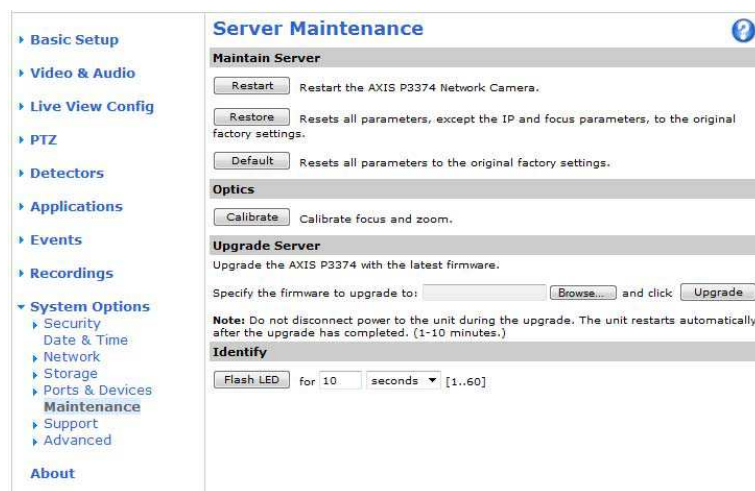 Basic Setup
Video & Audio
Live View Config
PTZ
Detectors
Applications
Events
Recordings
System Options
Security
Date & Time
Network
Storage
Ports & Devices
Maintenance
Support
Advanced
About
Server Maintenance
?
Maintain Server
Restart Restart the AXIS P3374 Network Camera.
Restore Resets all parameters, except the IP and focus parameters, to the original
factory settings.
Default Resets all parameters to the original factory settings.
Optics
Calibrate Calibrate focus and zoom.
Upgrade Server
Upgrade the AXIS P3374 with the latest firmware.
Specify the firmware to upgrade to: Browse... and click Upgrade
Note: Do not disconnect power to the unit during the upgrade. The unit restarts automatically
after the upgrade has completed. (1-10 minutes.)
Identify
Flash LED for 10 seconds [1..60]